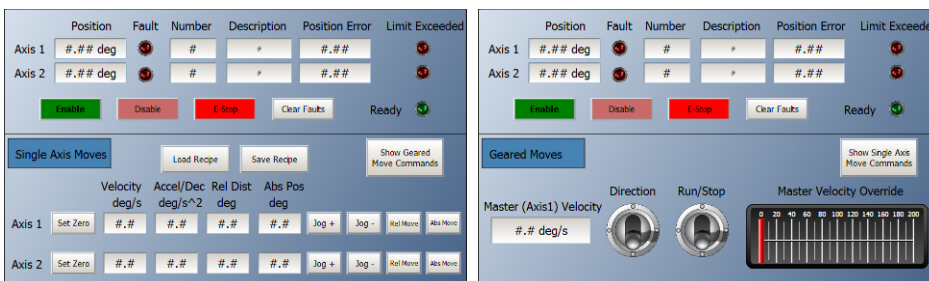 Position Fault Number Description Position Error Limit Exceeded
Axis 1 #.## deg # # #.##
Axis 2 #.## deg # # #.##
Enable Disable E-Stop Clear Faults Ready
Single Axis Moves Load Recipe Save Recipe Show Geared
Move Commands
Velocity Accel/Dec Rel Dist Abs Pos
deg/s deg/s^2 deg deg
Axis 1 Set Zero #.# #.# #.# #.# Jog + Jog - Rel Move Abs Move
Axis 2 Set Zero #.# #.# #.# #.# Jog + Jog - Rel Move Abs Move
Position Fault Number Description Position Error Limit Exceede
Axis 1 #.## deg # # #.##
Axis 2 #.## deg # # #.##
Enable Disable E-Stop Clear Faults Ready
Geared Moves Show Single Axis
Move Commands
Direction Run/Stop Master Velocity Override
Master (Axis1) Velocity
#.# deg/s
0 20 40 60 80 100 120 140 160 180 200